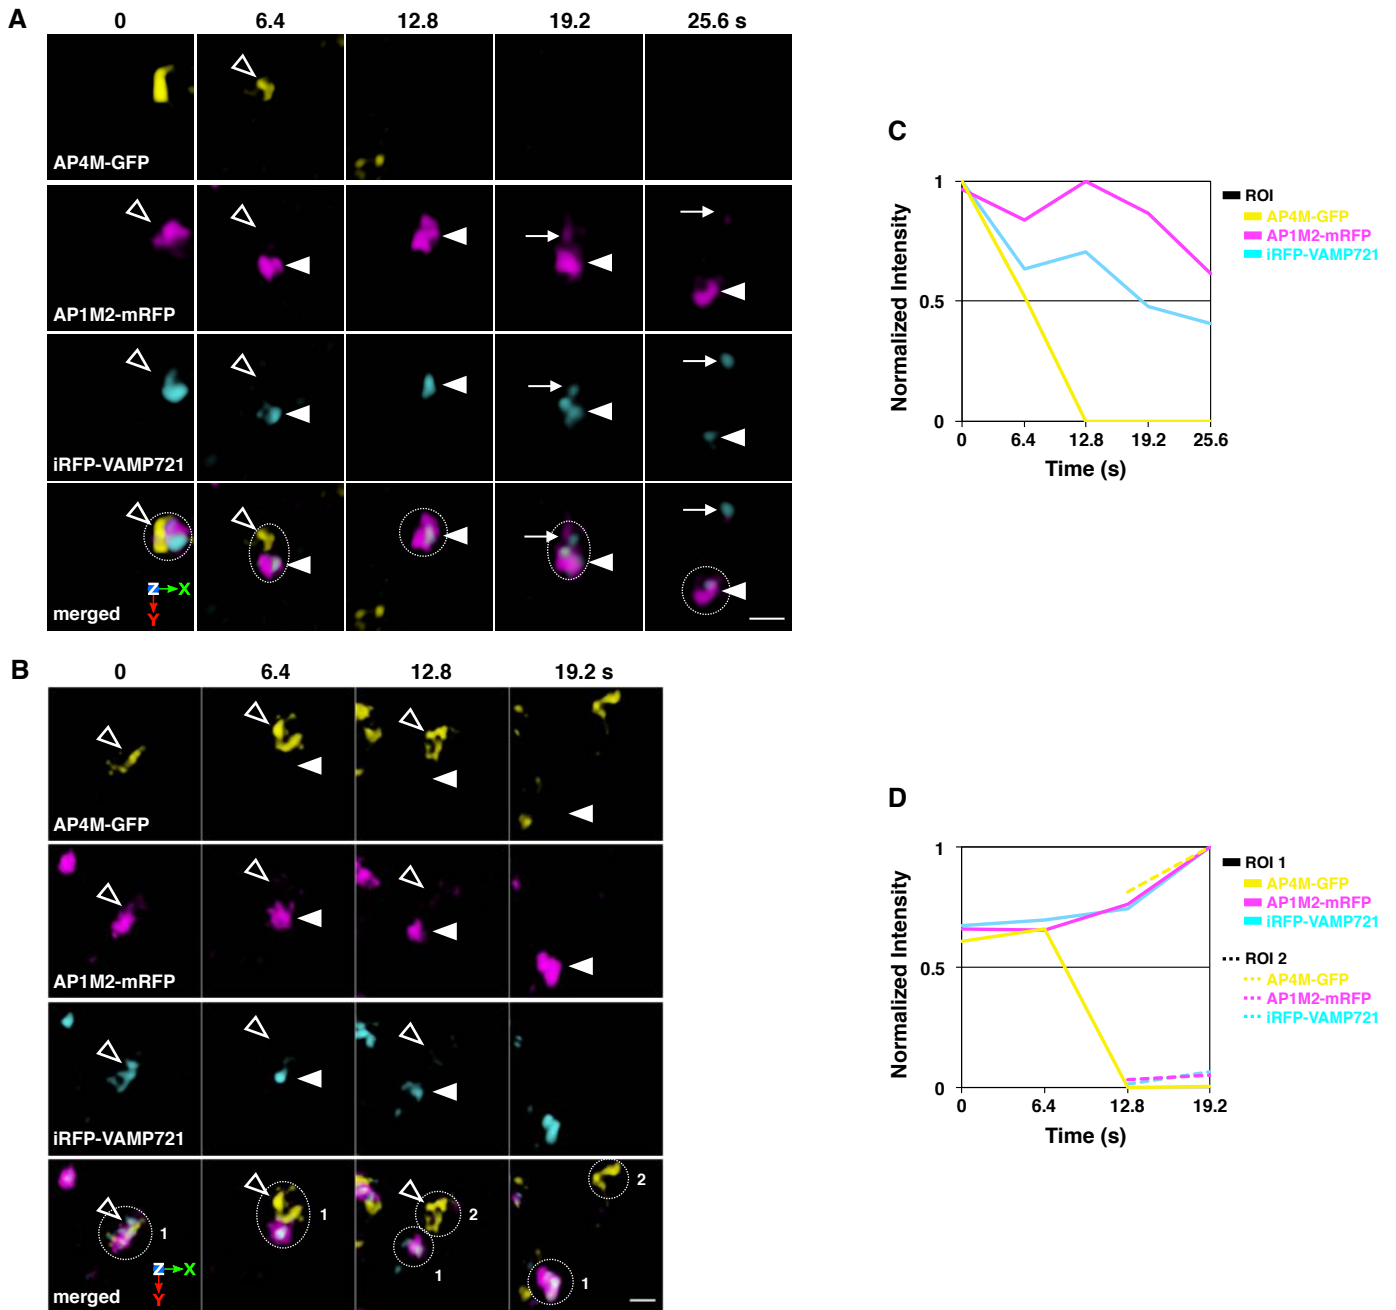 A
0 6.4 12.8 19.2 25.6 s
AP4M-GFP
AP1M2-mRFP
iRFP-VAMP721
Z X
Y
merged
B
0 6.4 12.8 19.2 s
AP4M-GFP
AP1M2-mRFP
iRFP-VAMP721
1 1 2 1 2 1
Z X
Y
merged
C
Normalized Intensity
1
0.5
0
0 6.4 12.8 19.2 25.6
Time (s)
ROI
AP4M-GFP
AP1M2-mRFP
iRFP-VAMP721
D
Normalized Intensity
1
0.5
0
0 6.4 12.8 19.2
Time (s)
ROI 1
AP4M-GFP
AP1M2-mRFP
iRFP-VAMP721
ROI 2
AP4M-GFP
AP1M2-mRFP
iRFP-VAMP721